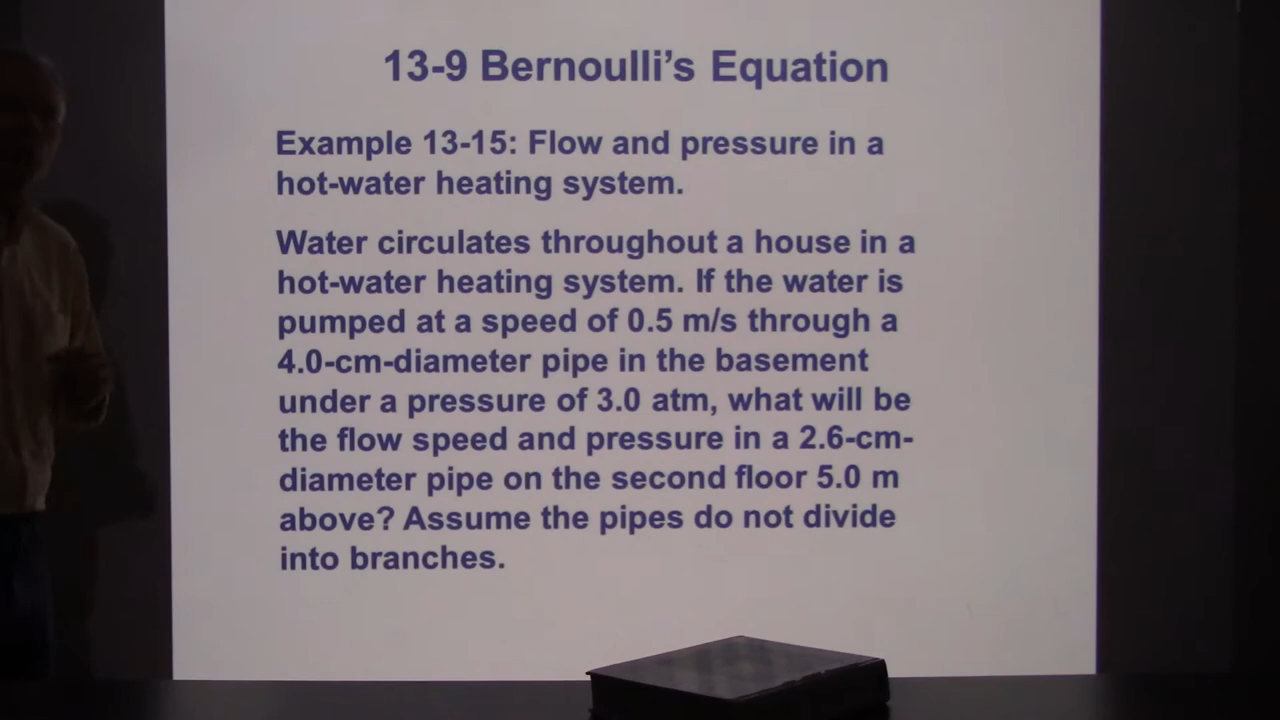 13-9 Bernoulli's Equation
Example 13-15: Flow and pressure in a
hot-water heating system.
Water circulates throughout a house in a
hot-water heating system. If the water is
pumped at a speed of 0.5 m/s through a
4.0-cm-diameter pipe in the basement
under a pressure of 3.0 atm, what will be
the flow speed and pressure in a 2.6-cm-
diameter pipe on the second floor 5.0 m
above? Assume the pipes do not divide
into branches.